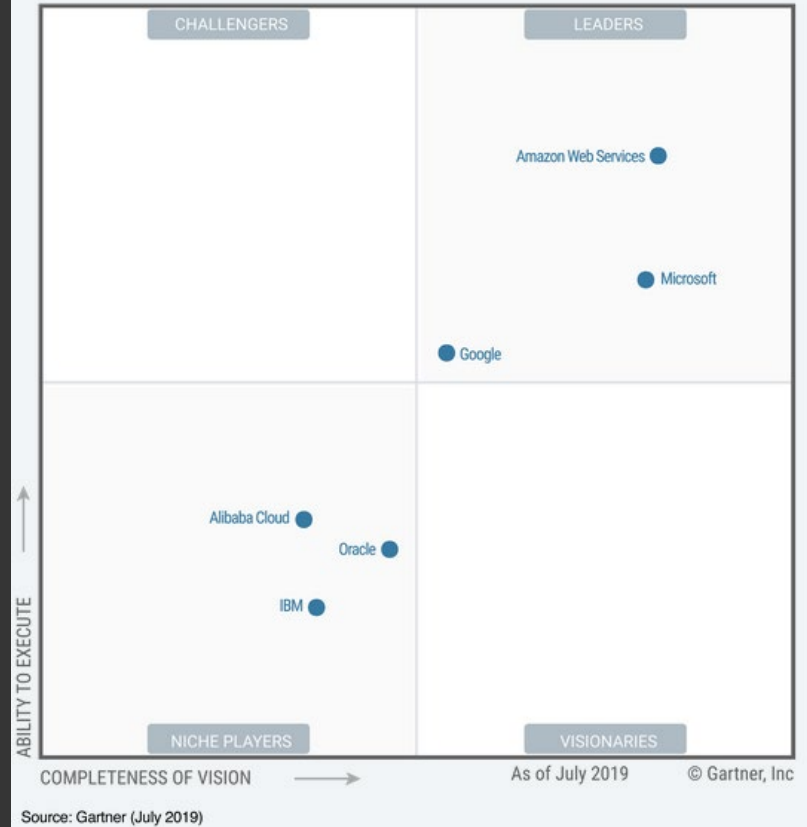 CHALLENGERS
LEADERS
Amazon Web Services
Microsoft
Google
Alibaba Cloud
Oracle
IBM
ABILITY TO EXECUTE
NICHE PLAYERS
VISIONARIES
COMPLETENESS OF VISION
As of July 2019
© Gartner, Inc
Source: Gartner (July 2019)